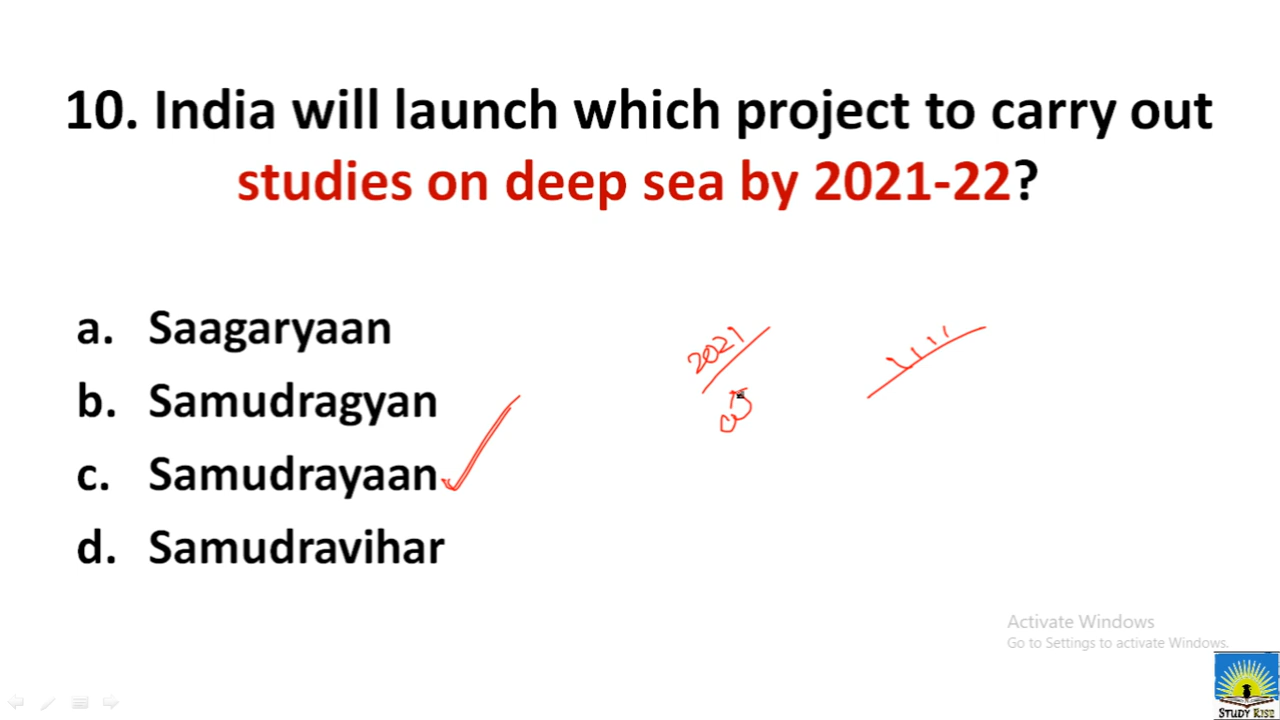 10. India will launch which project to carry out
studies on deep sea by 2021-22?
a. Saagaryaan
b. Samudragyan
c. Samudrayaan
d. Samudravihar
2021
Activate Windows
Go to Settings to activate Windows.
STUDY RISE